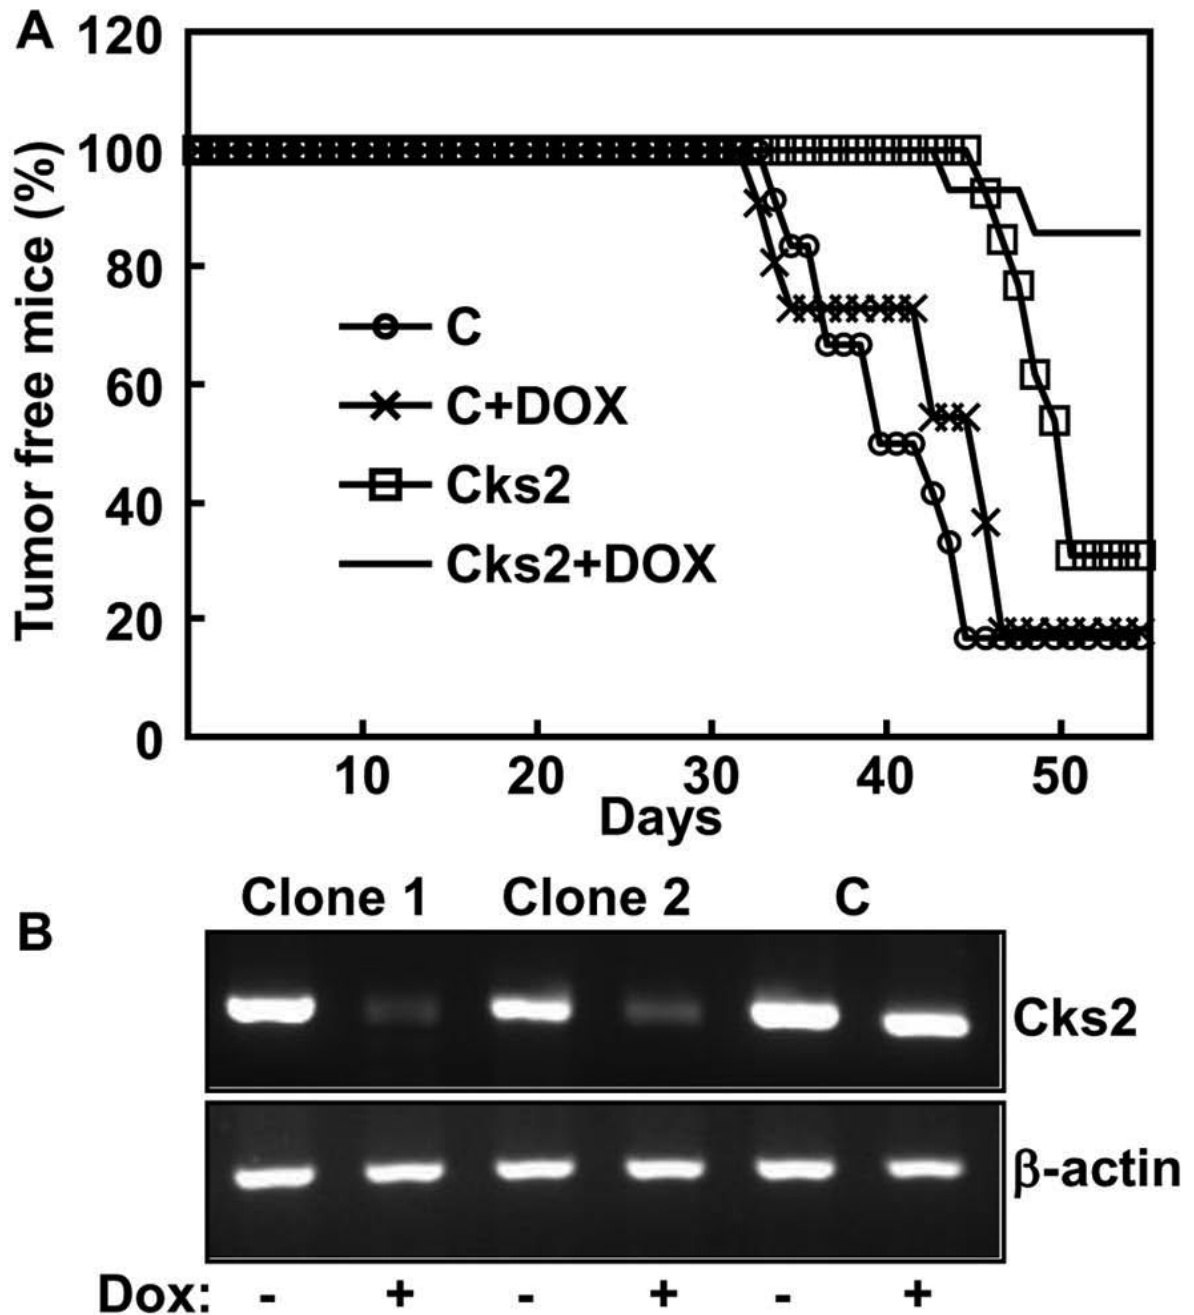 A
120
100
80
60
40
20
0
Tumor free mice (%)
C
C+DOX
Cks2
Cks2+DOX
10 20 30 40 50
Days
B
Clone 1 Clone 2 C
Cks2
β-actin
Dox: - + - + - +